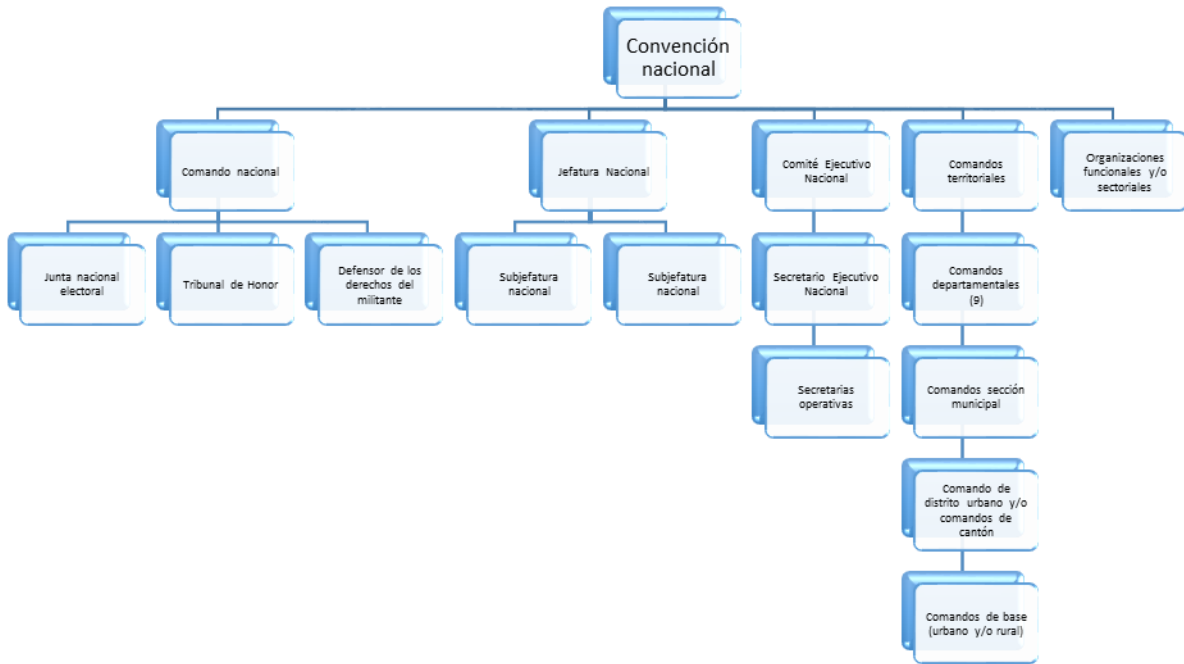 Convención
nacional
Comando nacional
Jefatura Nacional
Comité Ejecutivo
Nacional
Comandos
territoriales
Organizaciones
funcionales y/o
sectoriales
Junta nacional
electoral
Tribunal de Honor
Defensor de los
derechos del
militante
Subjefatura
nacional
Subjefatura
nacional
Secretario Ejecutivo
Nacional
Comandos
departamentales
(9)
Secretarias
operativas
Comandos sección
municipal
Comando de
distrito urbano y/o
comandos de
cantón
Comandos de base
(urbano y/o rural)